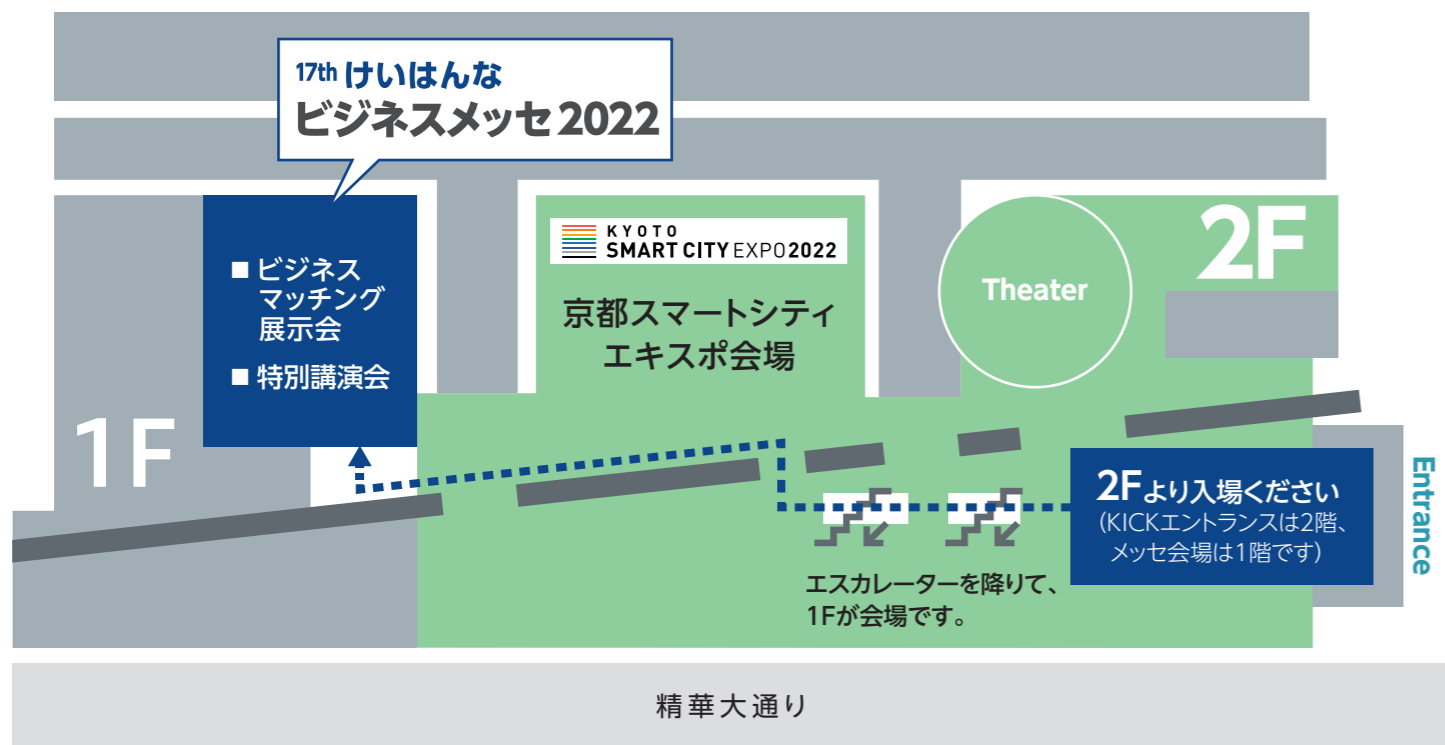 17th けいはんな
ビジネスメッセ2022
■ ビジネス
マッチング
展示会
■ 特別講演会
1F
KYOTO
SMART CITY EXPO2022
京都スマートシティ
エキスポ会場
Theater
2F
2Fより入場ください
(KICKエントランスは2階、
メッセ会場は1階です)
Entrance
エスカレーターを降りて、
1Fが会場です。
精華大通り